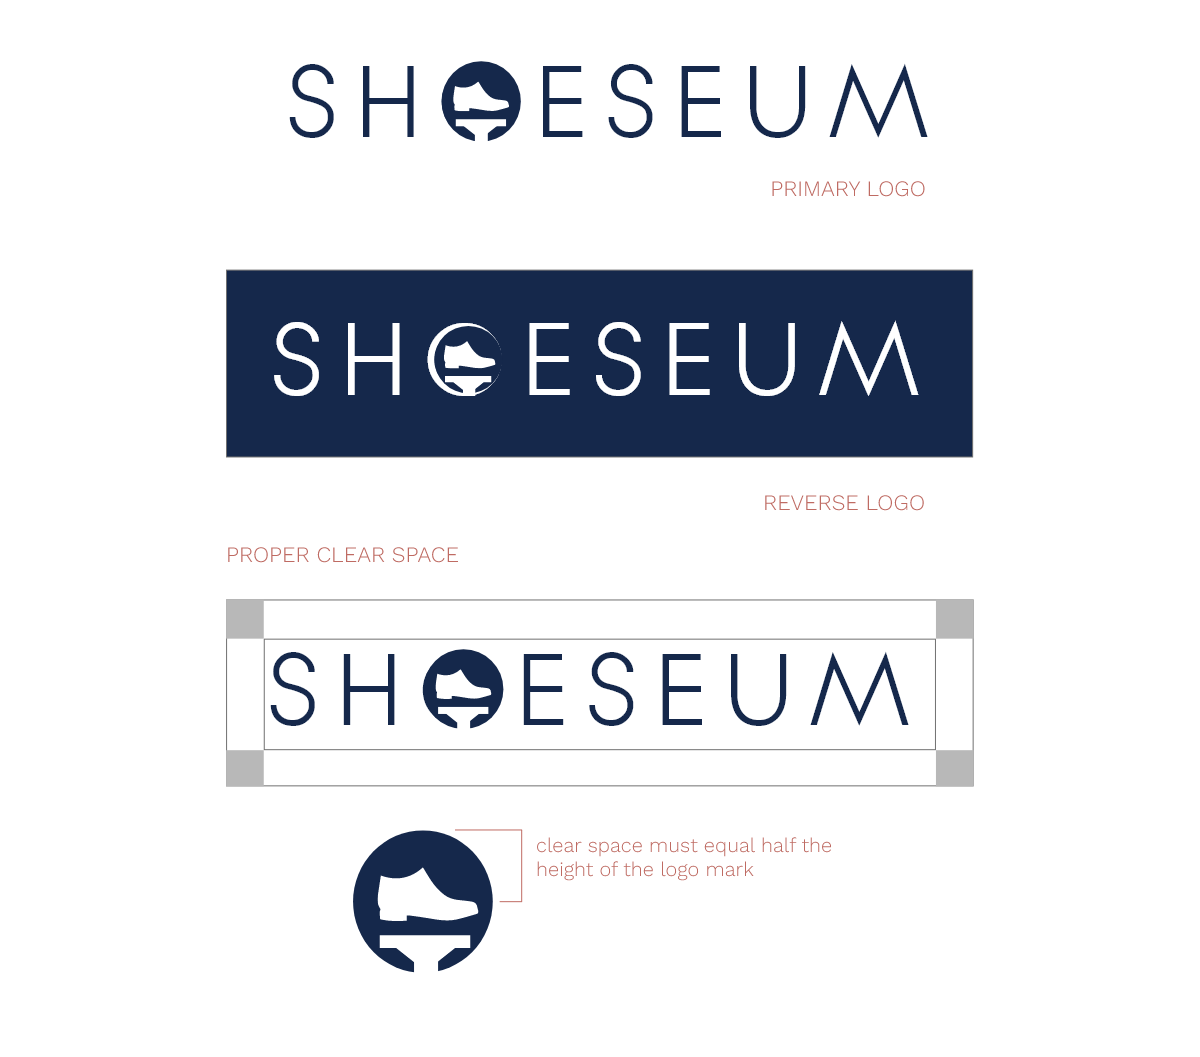 SHOESEUM
PRIMARY LOGO
SHOESEUM
REVERSE LOGO
PROPER CLEAR SPACE
SHOESEUM
clear space must equal half the
height of the logo mark